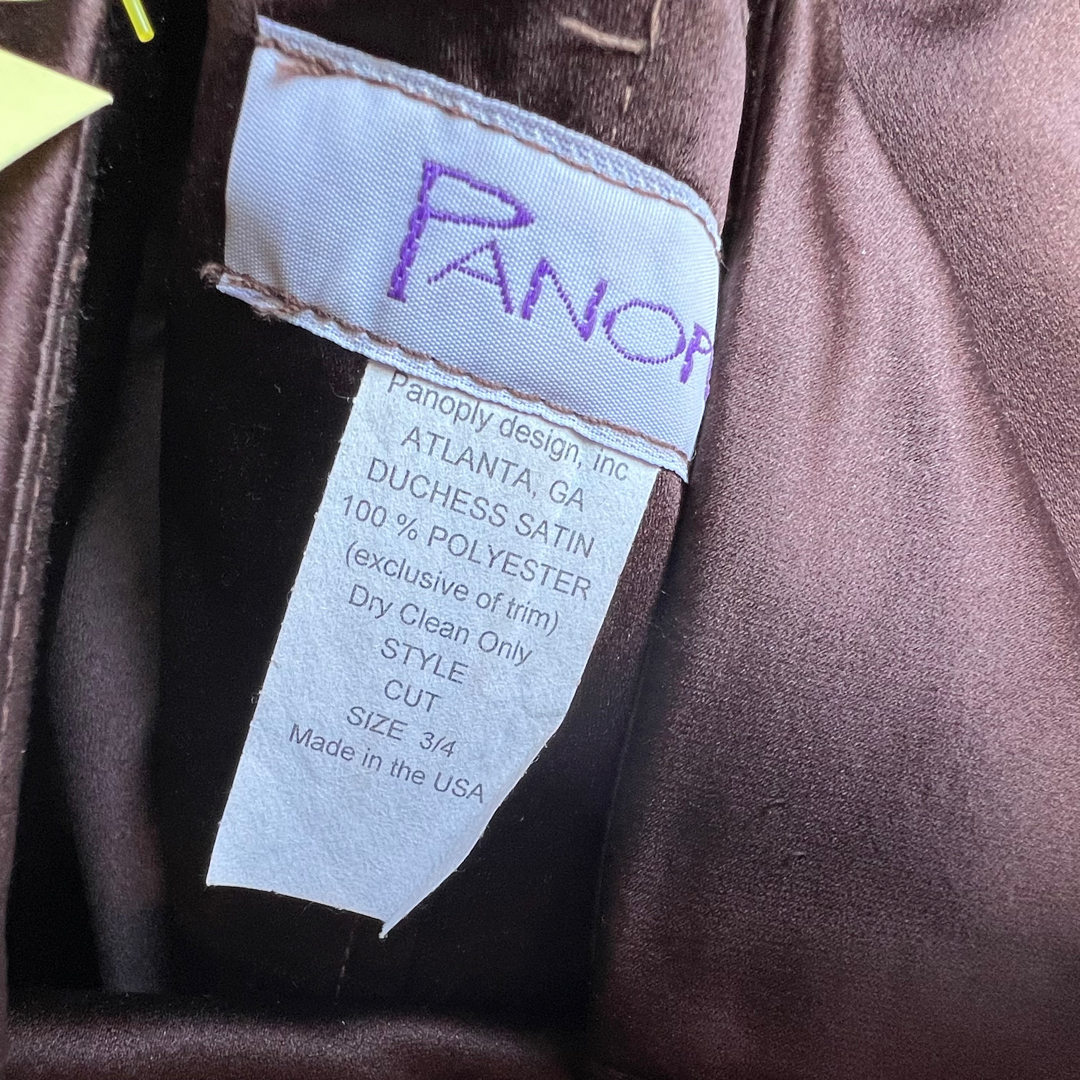 PANOP
Panoply design, inc
ATLANTA, GA
DUCHESS SATIN
100 % POLYESTER
(exclusive of trim)
Dry Clean Only
STYLE
CUT
SIZE 3/4
Made in the USA